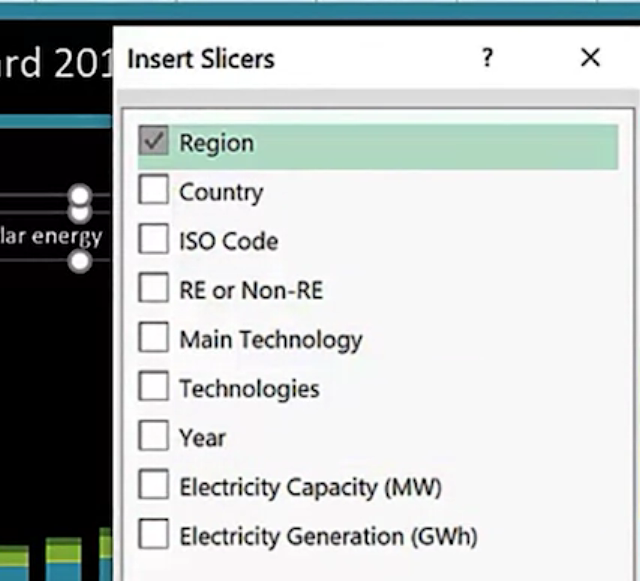 rd 201
Insert Slicers ? ✕
Region
Country
lar energy
ISO Code
RE or Non-RE
Main Technology
Technologies
Year
Electricity Capacity (MW)
Electricity Generation (GWh)